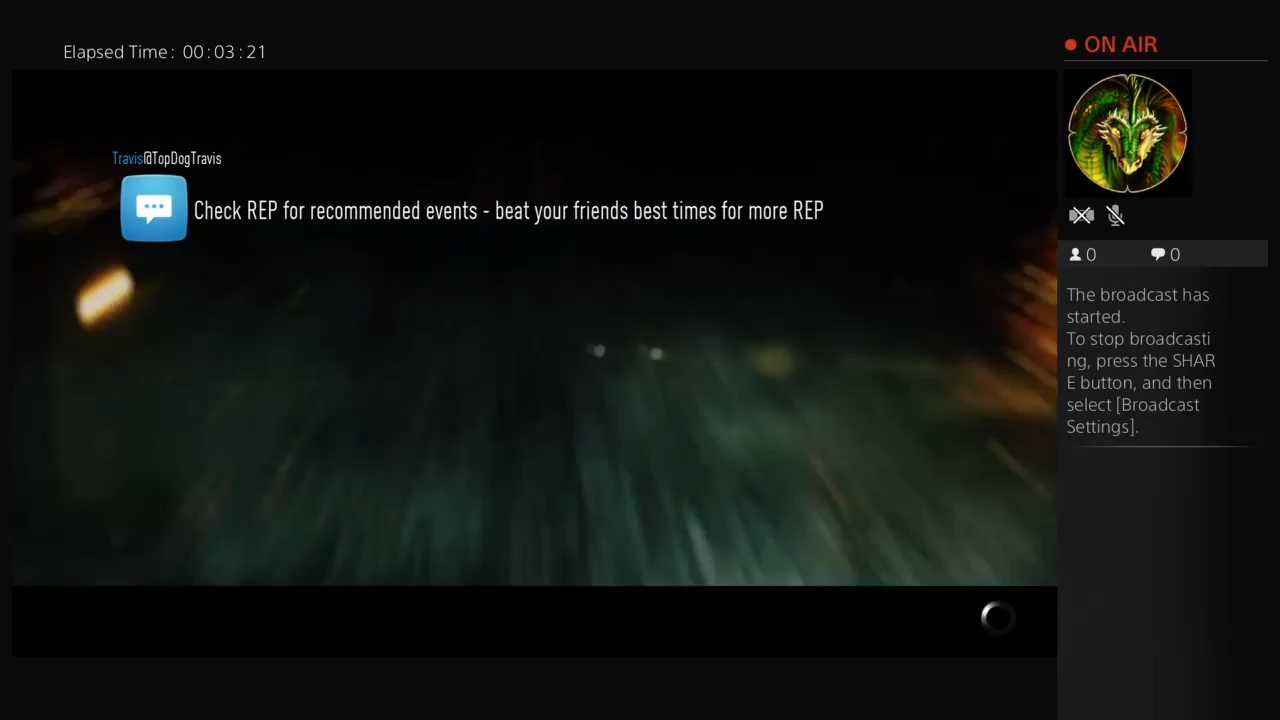 Elapsed Time: 00:03:21
ON AIR
Travis@TopDogTravis
Check REP for recommended events - beat your friends best times for more REP
0
0
The broadcast has
started.
To stop broadcasti
ng, press the SHAR
E button, and then
select [Broadcast
Settings].